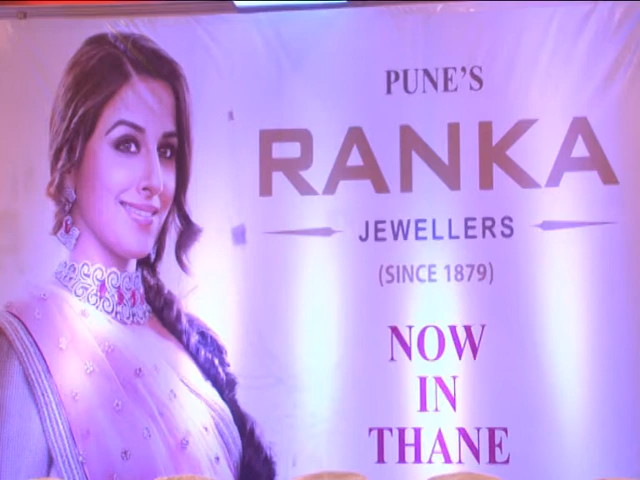 PUNE'S
RANKA
JEWELLERS
(SINCE 1879)
NOW
IN
THANE